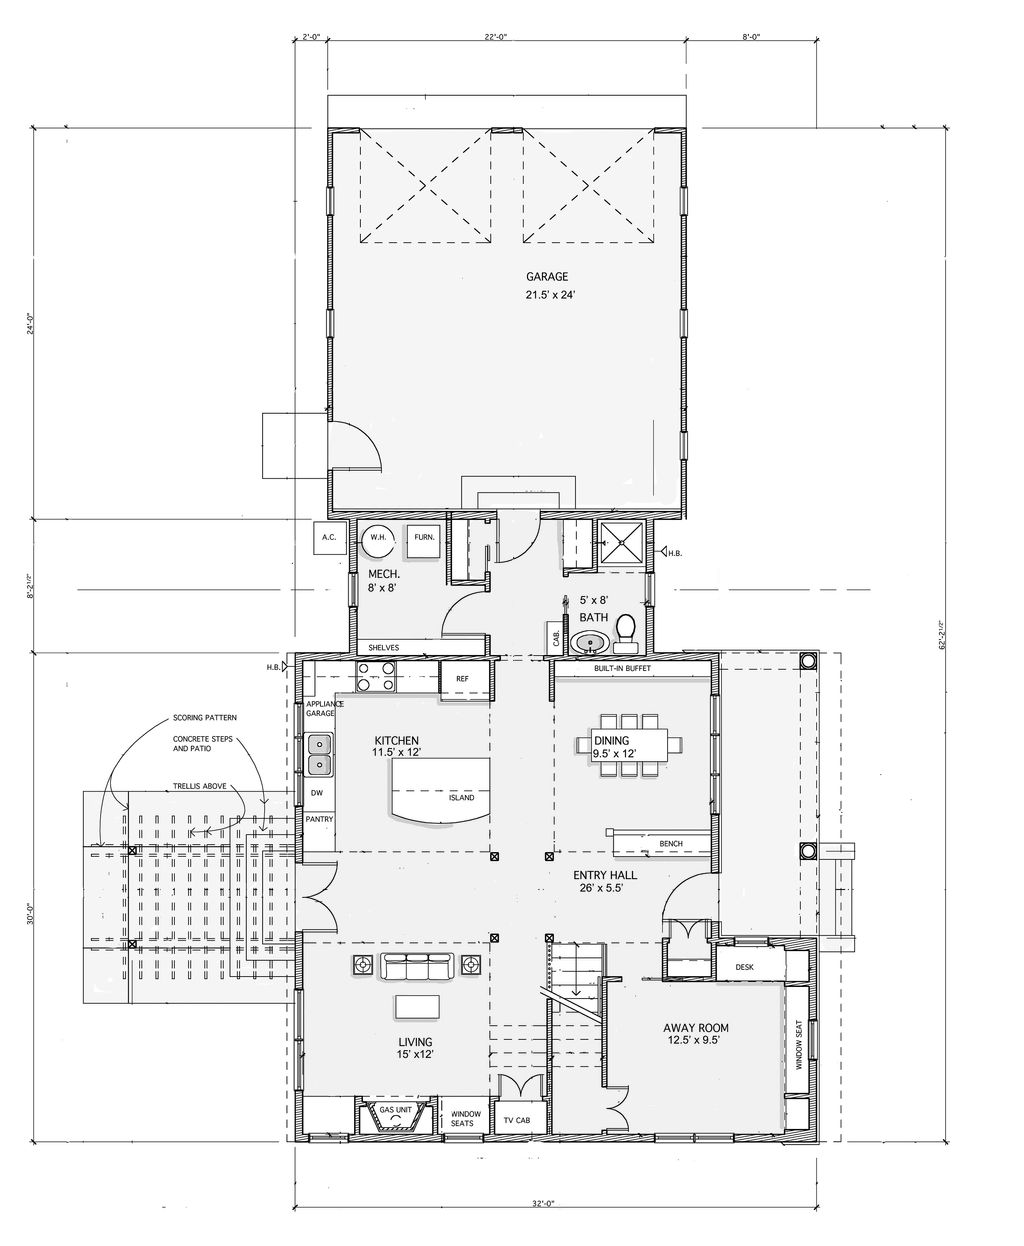 2'-0"
22'-0"
8'-0"
GARAGE
21.5' x 24'
24'-0"
A.C.
W.H.
FURN.
H.B.
MECH.
8' x 8'
5' x 8'
BATH
8'-2 1/2"
62'-2 1/2"
CAB.
SHELVES
H.B.
BUILT-IN BUFFET
REF
APPLIANCE
GARAGE
SCORING PATTERN
CONCRETE STEPS
AND PATIO
KITCHEN
11.5' x 12'
DINING
9.5' x 12'
TRELLIS ABOVE
DW
ISLAND
PANTRY
BENCH
ENTRY HALL
26' x 5.5'
30'-0"
DESK
AWAY ROOM
12.5' x 9.5'
LIVING
15' x12'
WINDOW SEAT
GAS UNIT
WINDOW
SEATS
TV CAB
32'-0"